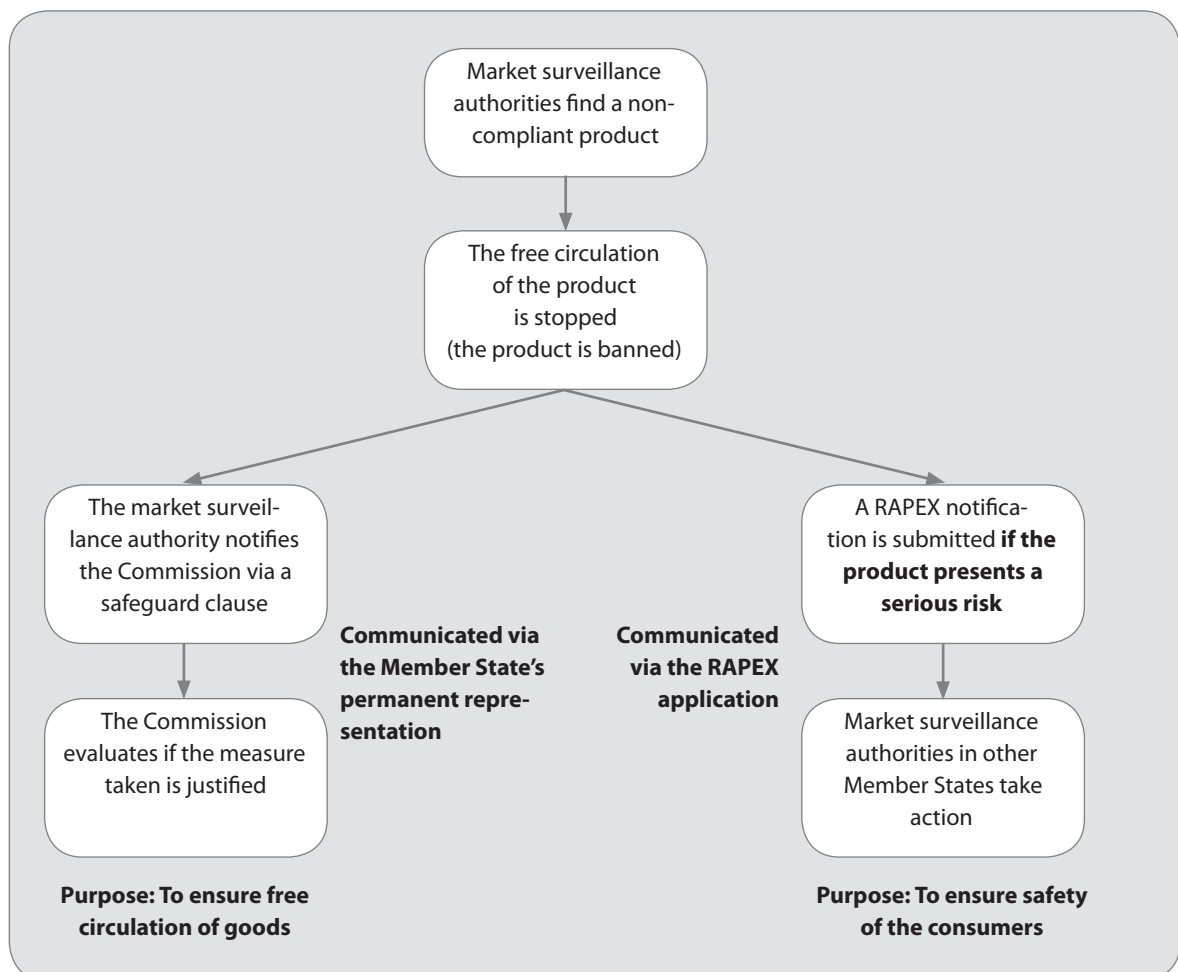 Market surveillance
authorities find a non-
compliant product
The free circulation
of the product
is stopped
(the product is banned)
The market surveil-
lance authority notifies
the Commission via a
safeguard clause
Communicated via
the Member State’s
permanent repre-
sentation
The Commission
evaluates if the measure
taken is justified
Purpose: To ensure free
circulation of goods
A RAPEX notifica-
tion is submitted if the
product presents a
serious risk
Communicated
via the RAPEX
application
Market surveillance
authorities in other
Member States take
action
Purpose: To ensure safety
of the consumers